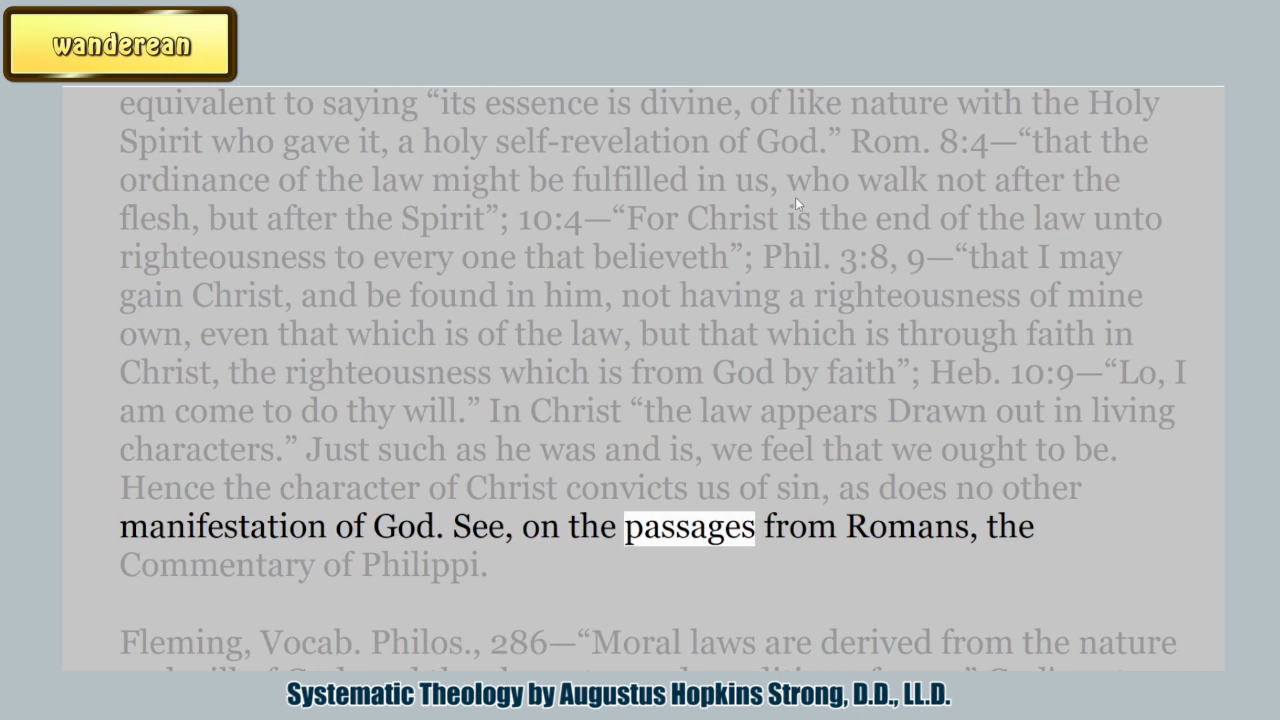 wanderean
equivalent to saying “its essence is divine, of like nature with the Holy
Spirit who gave it, a holy self-revelation of God.” Rom. 8:4—“that the
ordinance of the law might be fulfilled in us, who walk not after the
flesh, but after the Spirit”; 10:4—“For Christ is the end of the law unto
righteousness to every one that believeth”; Phil. 3:8, 9—“that I may
gain Christ, and be found in him, not having a righteousness of mine
own, even that which is of the law, but that which is through faith in
Christ, the righteousness which is from God by faith”; Heb. 10:9—“Lo, I
am come to do thy will.” In Christ “the law appears Drawn out in living
characters.” Just such as he was and is, we feel that we ought to be.
Hence the character of Christ convicts us of sin, as does no other
manifestation of God. See, on the passages from Romans, the
Commentary of Philippi.
Fleming, Vocab. Philos., 286—“Moral laws are derived from the nature
Systematic Theology by Augustus Hopkins Strong, D.D., LL.D.